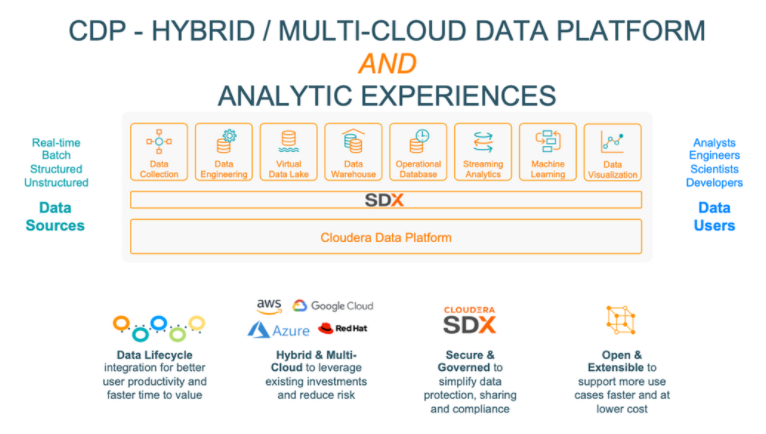 CDP - HYBRID / MULTI-CLOUD DATA PLATFORM
AND
ANALYTIC EXPERIENCES
Real-time
Batch
Structured
Unstructured
Data
Sources
Data
Collection
Data
Engineering
Virtual
Data Lake
Data
Warehouse
Operational
Database
Streaming
Analytics
Machine
Learning
Data
Visualization
SDX
Cloudera Data Platform
Analysts
Engineers
Scientists
Developers
Data
Users
Data Lifecycle
integration for better
user productivity and
faster time to value
aws
Google Cloud
Azure
Red Hat
Hybrid & Multi-
Cloud to leverage
existing investments
and reduce risk
CLOUDERA
SDX
Secure &
Governed to
simplify data
protection, sharing
and compliance
Open &
Extensible to
support more use
cases faster and at
lower cost